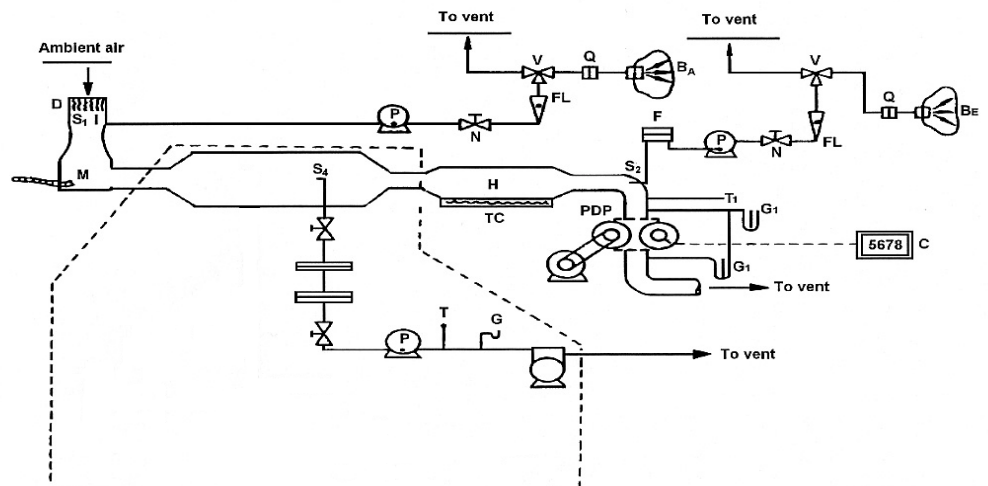 To vent
To vent
Ambient air
V
Q
BA
V
Q
BE
FL
FL
D
S1 I
P
N
F
P
N
S4
S2
M
H
TC
T1
PDP
G1
5678 C
G1
To vent
T
G
P
To vent